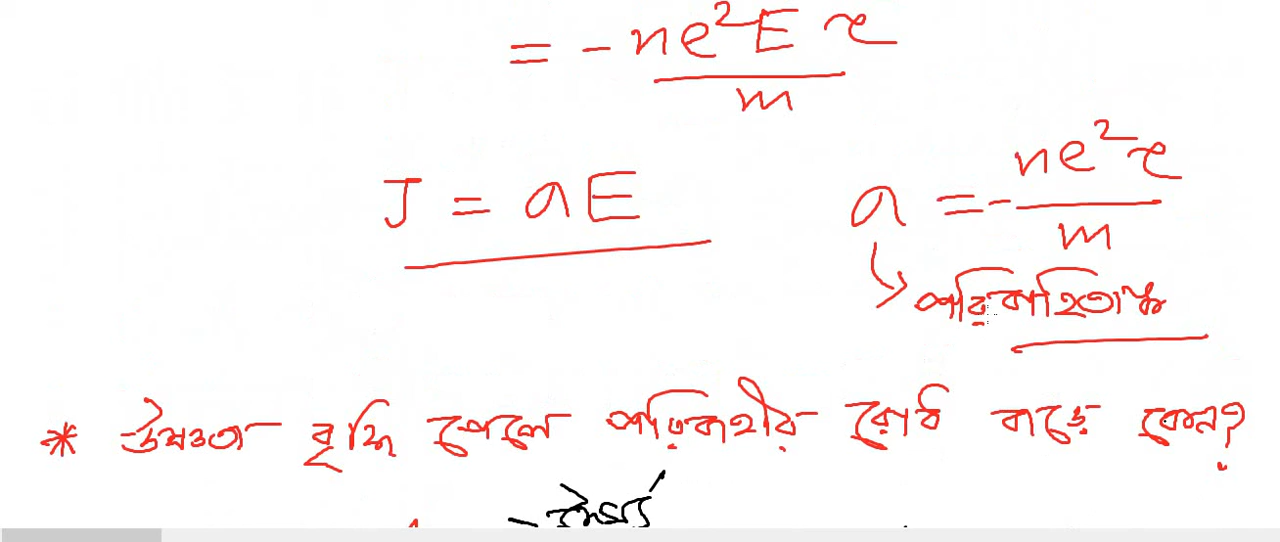 = - ne²Eτ / m
J = σE    σ = - ne²τ / m
↳ পরিবাহিতাঙ্ক
* উষ্ণতা বৃদ্ধি পেলে পরিবাহীর রোধ বাড়ে কেন?